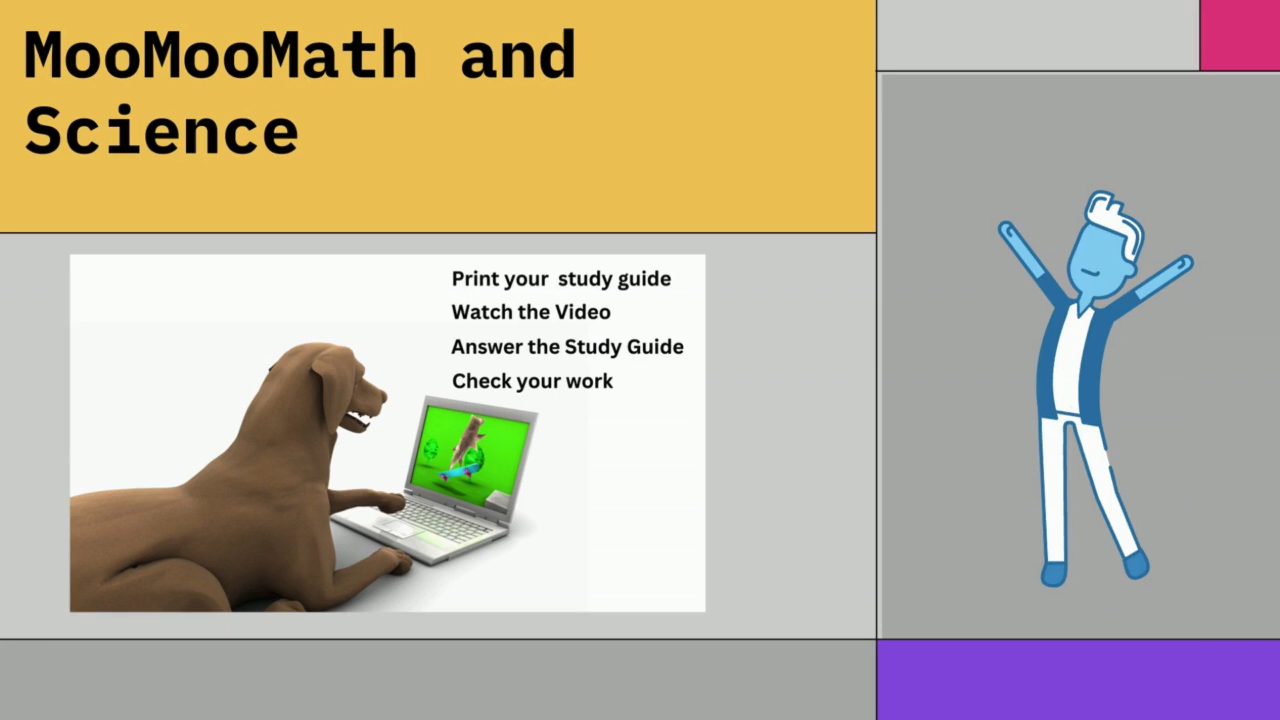 MooMooMath and
Science
Print your study guide
Watch the Video
Answer the Study Guide
Check your work